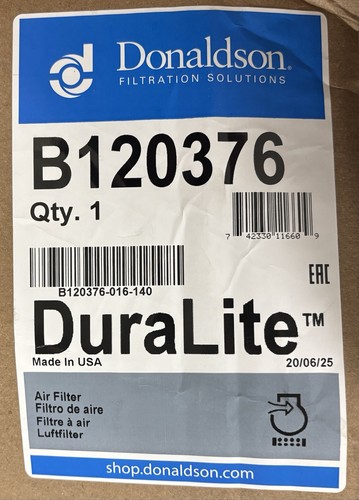 Donaldson.
FILTRATION SOLUTIONS
B120376
Qty. 1
7 42330 11660 9
B120376-016-140
EAC
DuraLite™
Made In USA 20/06/25
Air Filter
Filtro de aire
Filtre à air
Luftfilter
shop.donaldson.com